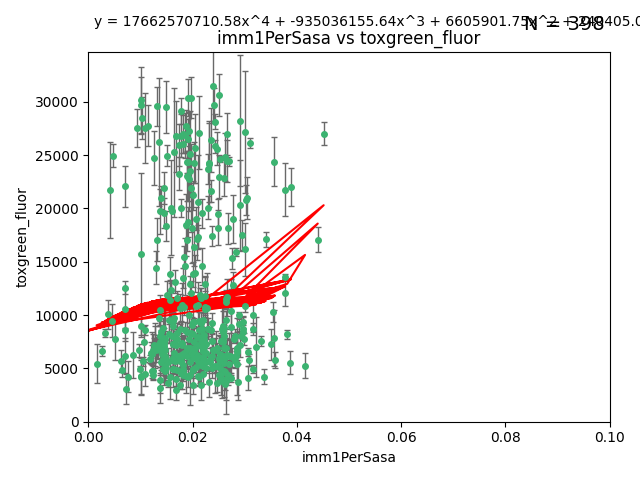 y = 17662570710.58x^4 + -935036155.64x^3 + 6605901.75x^2 +
N = 398
imm1PerSasa vs toxgreen_fluor
30000
25000
20000
15000
10000
5000
0
toxgreen_fluor
0.00 0.02 0.04 0.06 0.08 0.10
imm1PerSasa